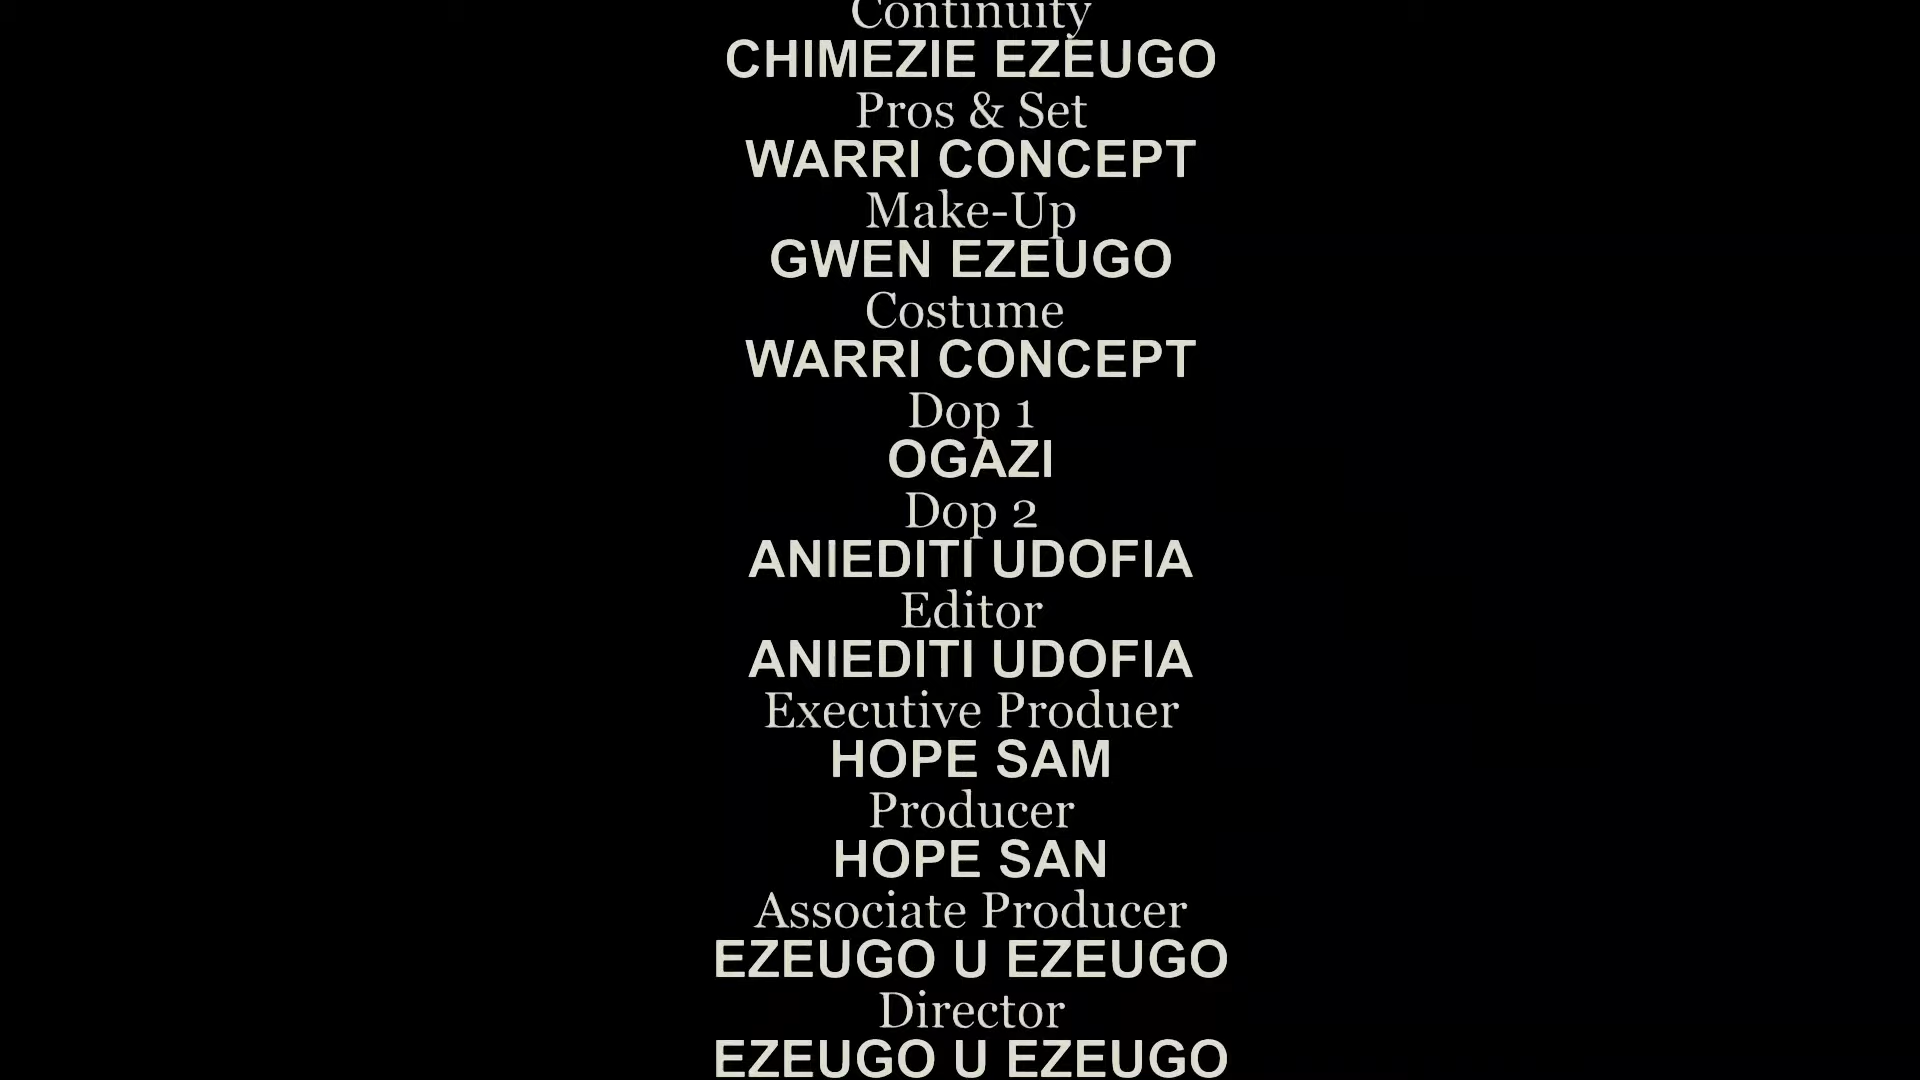 Continuity
CHIMEZIE EZEUGO
Pros & Set
WARRI CONCEPT
Make-Up
GWEN EZEUGO
Costume
WARRI CONCEPT
Dop 1
OGAZI
Dop 2
ANIEDITI UDOFIA
Editor
ANIEDITI UDOFIA
Executive Produer
HOPE SAM
Producer
HOPE SAN
Associate Producer
EZEUGO U EZEUGO
Director
EZEUGO U EZEUGO